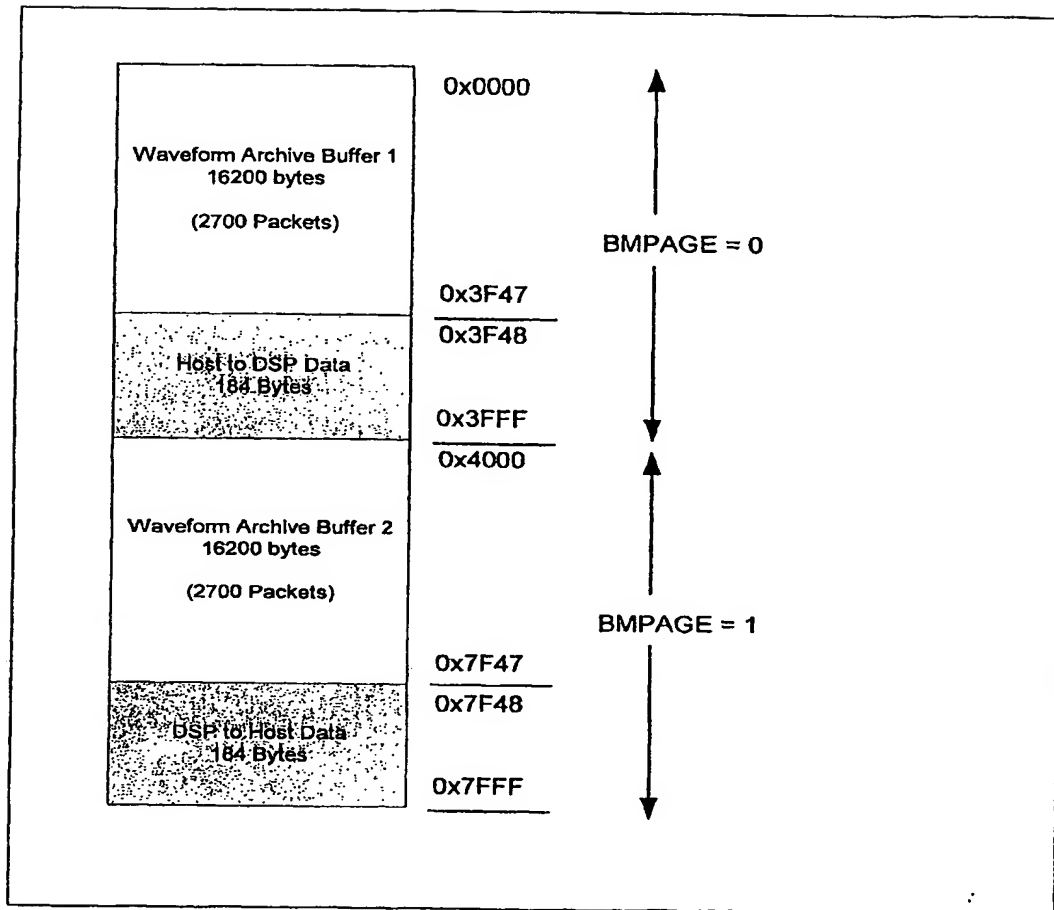 0x0000
Waveform Archive Buffer 1
16200 bytes
(2700 Packets)
BMPAGE = 0
0x3F47
0x3F48
Host to DSP Data
184 Bytes
0x3FFF
0x4000
Waveform Archive Buffer 2
16200 bytes
(2700 Packets)
BMPAGE = 1
0x7F47
0x7F48
DSP to Host Data
184 Bytes
0x7FFF